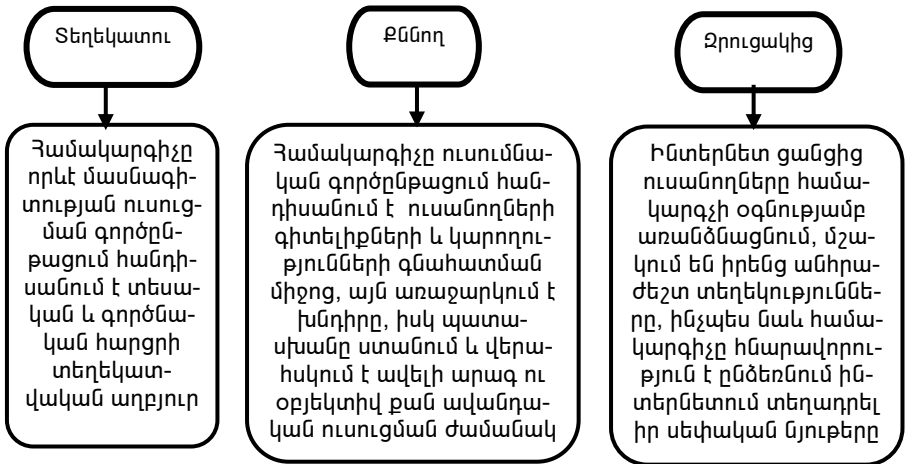 Տեղեկատու
Համակարգիչը
որևէ մասնագի-
տության ուսուց-
ման գործըն-
թացում հանդի-
սանում է տեսա-
կան և գործնա-
կան հարցրի
տեղեկատ-
վական աղբյուր
Քննող
Համակարգիչը ուսումնա-
կան գործընթացում հան-
դիսանում է ուսանողների
գիտելիքների և կարողու-
թյունների գնահատման
միջոց, այն առաջարկում է
խնդիրը, իսկ պատա-
սխանը ստանում և վերա-
հսկում է ավելի արագ ու
օբյեկտիվ քան ավանդա-
կան ուսուցման ժամանակ
Զրուցակից
Ինտերնետ ցանցից
ուսանողները համա-
կարգչի օգնությամբ
առանձնացնում, մշա-
կում են իրենց անհրա-
ժեշտ տեղեկություննե-
րը, ինչպես նաև համա-
կարգիչը հնարավորու-
թյուն է ընձեռնում ին-
տերնետում տեղադրել
իր սեփական նյութերը